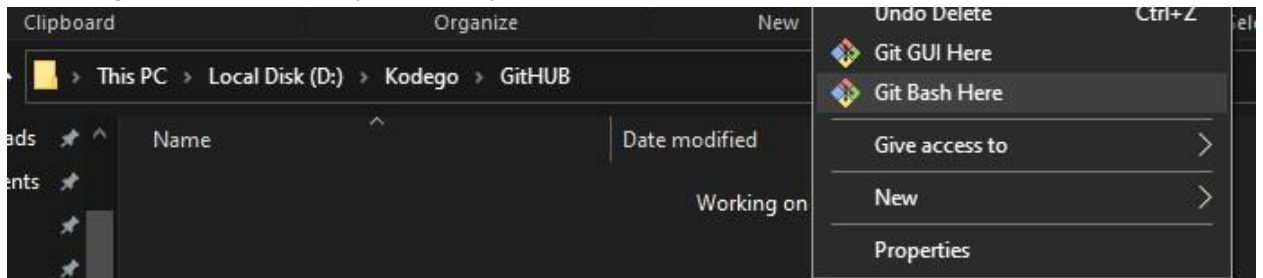 Clipboard Organize New
Undo Delete Ctrl+Z
Git GUI Here
This PC > Local Disk (D:) > Kodego > GitHUB
Git Bash Here
Name Date modified
Give access to
Working on
New
Properties